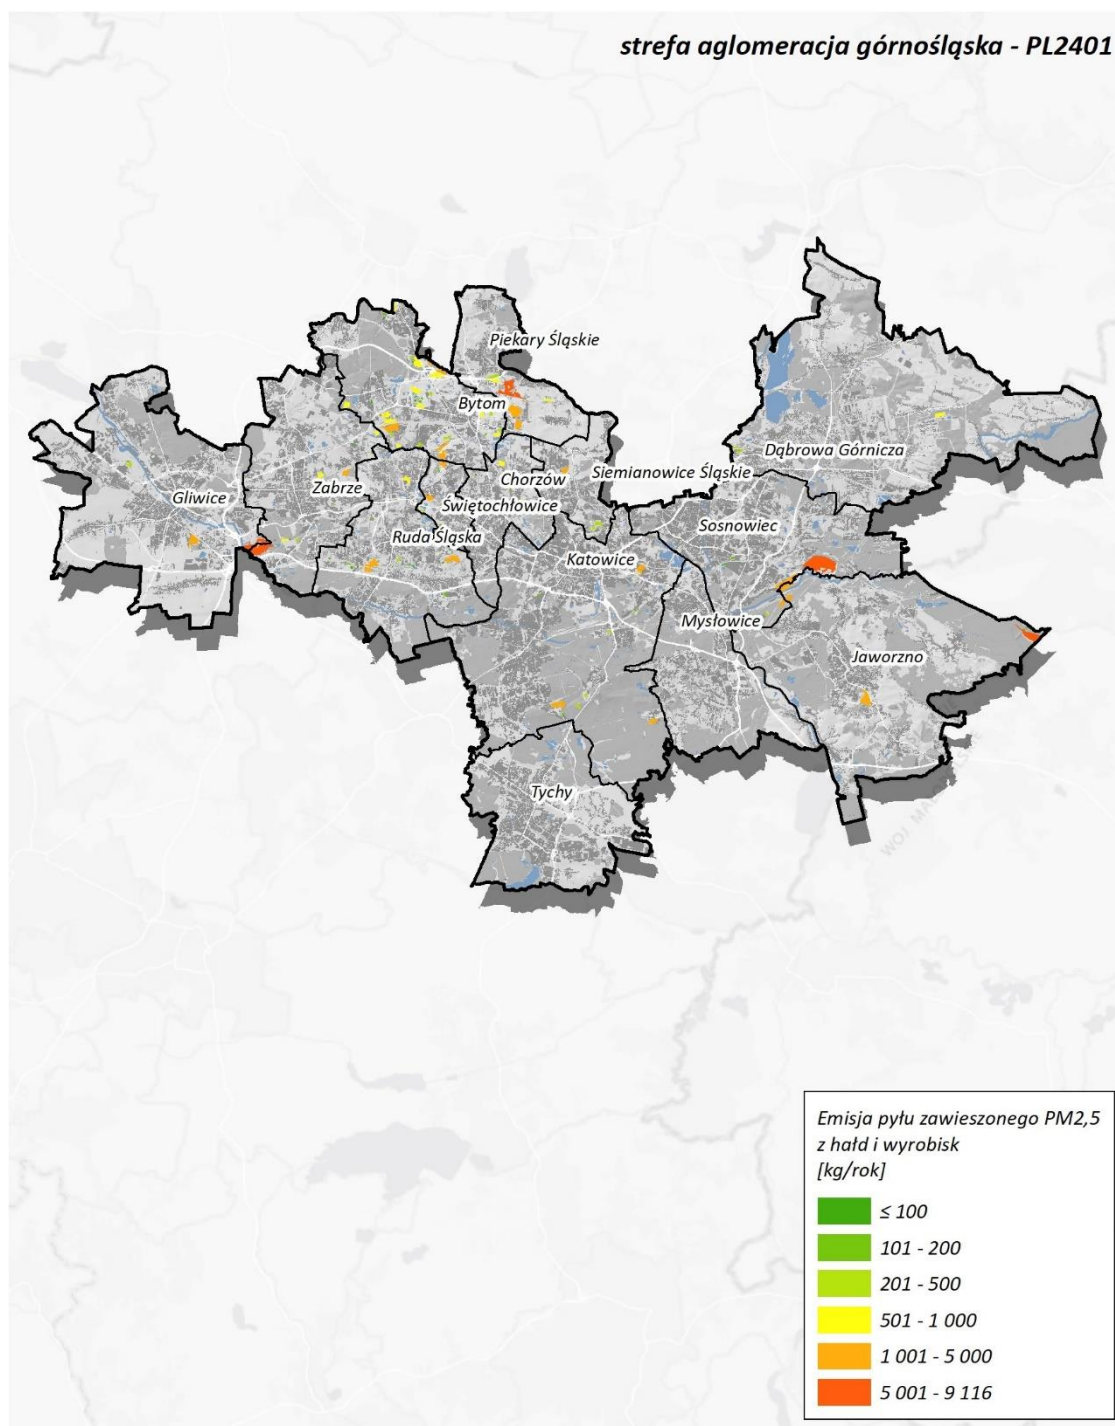 strefa aglomeracja górnośląska - PL2401
Piekary Śląskie
Bytom
Dąbrowa Górnicza
Siemianowice Śląskie
Chorzów
Zabrze
Gliwice
Świętochłowice
Sosnowiec
Ruda Śląska
Katowice
Mysłowice
Jaworzno
Tychy
Emisja pyłu zawieszonego PM2,5
z hałd i wyrobisk
[kg/rok]
≤ 100
101 - 200
201 - 500
501 - 1 000
1 001 - 5 000
5 001 - 9 116